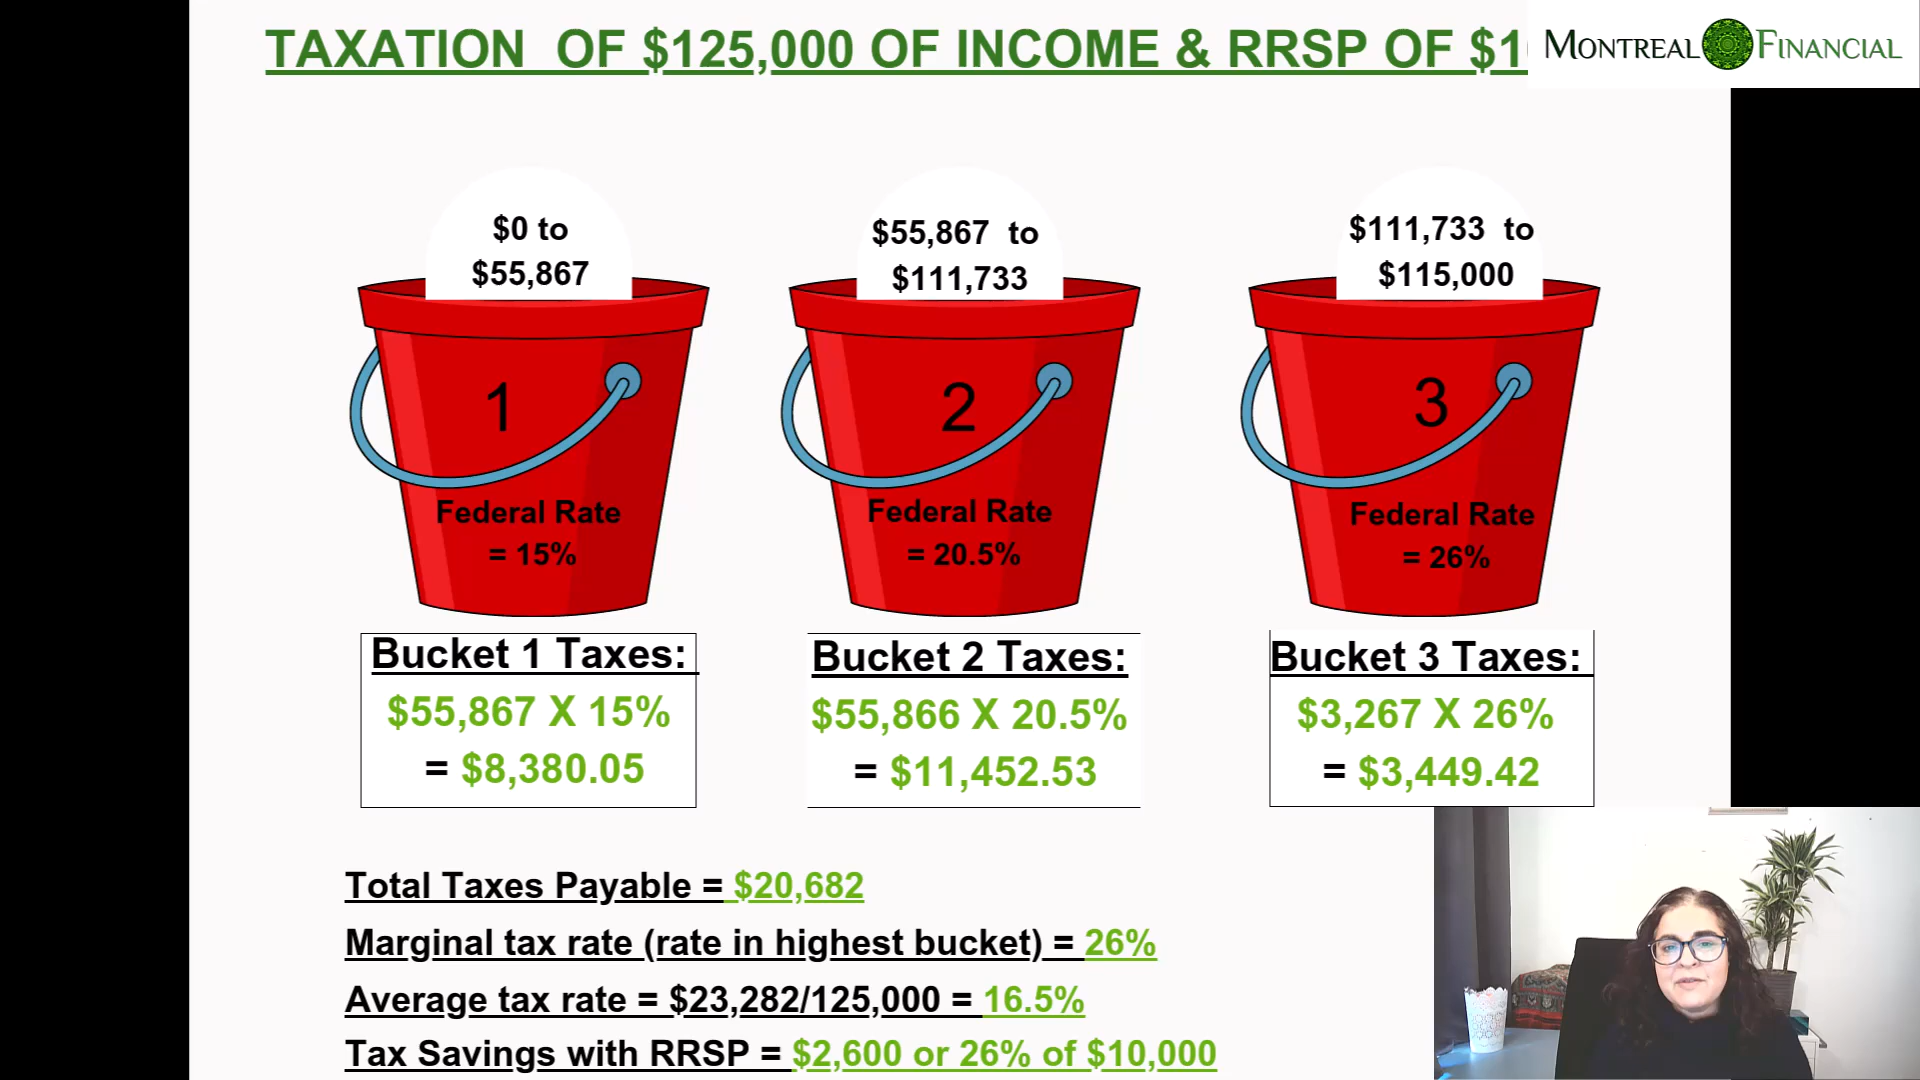 TAXATION OF $125,000 OF INCOME & RRSP OF $1
MONTREAL FINANCIAL
$0 to
$55,867
$55,867 to
$111,733
$111,733 to
$115,000
1
2
3
Federal Rate
= 15%
Federal Rate
= 20.5%
Federal Rate
= 26%
Bucket 1 Taxes:
$55,867 X 15%
= $8,380.05
Bucket 2 Taxes:
$55,866 X 20.5%
= $11,452.53
Bucket 3 Taxes:
$3,267 X 26%
= $3,449.42
Total Taxes Payable = $20,682
Marginal tax rate (rate in highest bucket) = 26%
Average tax rate = $23,282/125,000 = 16.5%
Tax Savings with RRSP = $2,600 or 26% of $10,000